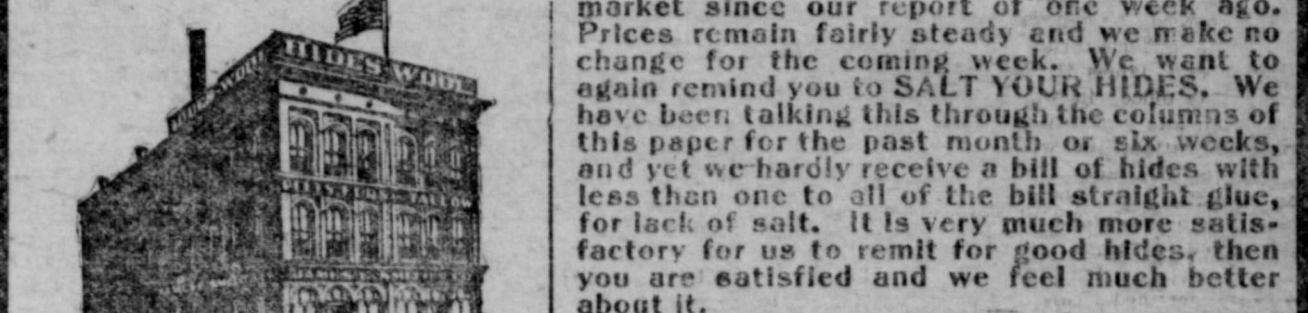 HIDES WOOL
TALLOW
market since our report of one week ago.
Prices remain fairly steady and we make no
change for the coming week. We want to
again remind you to SALT YOUR HIDES. We
have been talking this through the columns of
this paper for the past month or six weeks,
and yet we hardly receive a bill of hides with
less than one to all of the bill straight glue,
for lack of salt. It is very much more satis-
factory for us to remit for good hides, then
you are satisfied and we feel much better
about it.